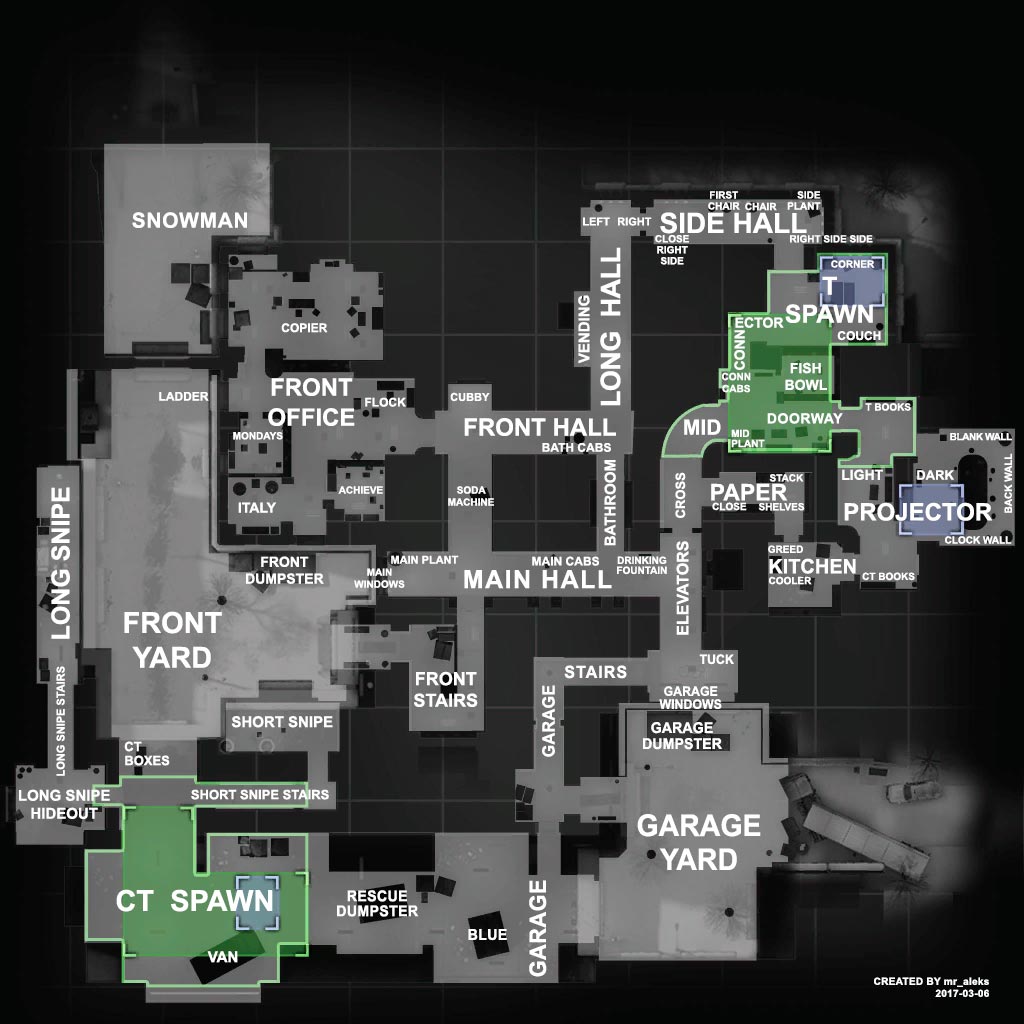 SNOWMAN
FIRST
CHAIR
CHAIR
SIDE
PLANT
LEFT
RIGHT
SIDE HALL
CLOSE
RIGHT
SIDE
RIGHT SIDE SIDE
CORNER
T
SPAWN
COUCH
LONG HALL
VENDING
COPIER
ECTOR
CONN
CONN
CABS
FISH
BOWL
LADDER
FRONT
OFFICE
FLOCK
CUBBY
MONDAYS
FRONT HALL
BATH CABS
MID
MID
PLANT
DOORWAY
T BOOKS
BLANK WALL
BACK WALL
LIGHT
DARK
PROJECTOR
CLOCK WALL
CT BOOKS
ITALY
ACHIEVE
SODA
MACHINE
BATHROOM
CROSS
STACK
PAPER
CLOSE
SHELVES
GREED
KITCHEN
COOLER
LONG SNIPE
FRONT
DUMPSTER
MAIN PLANT
MAIN
WINDOWS
MAIN CABS
MAIN HALL
DRINKING
FOUNTAIN
ELEVATORS
FRONT
YARD
FRONT
STAIRS
STAIRS
TUCK
GARAGE
WINDOWS
LONG SNIPE STAIRS
SHORT SNIPE
GARAGE
GARAGE
DUMPSTER
CT
BOXES
LONG SNIPE
HIDEOUT
SHORT SNIPE STAIRS
GARAGE
YARD
CT SPAWN
RESCUE
DUMPSTER
VAN
BLUE
GARAGE
CREATED BY mr_aleks
2017-03-06